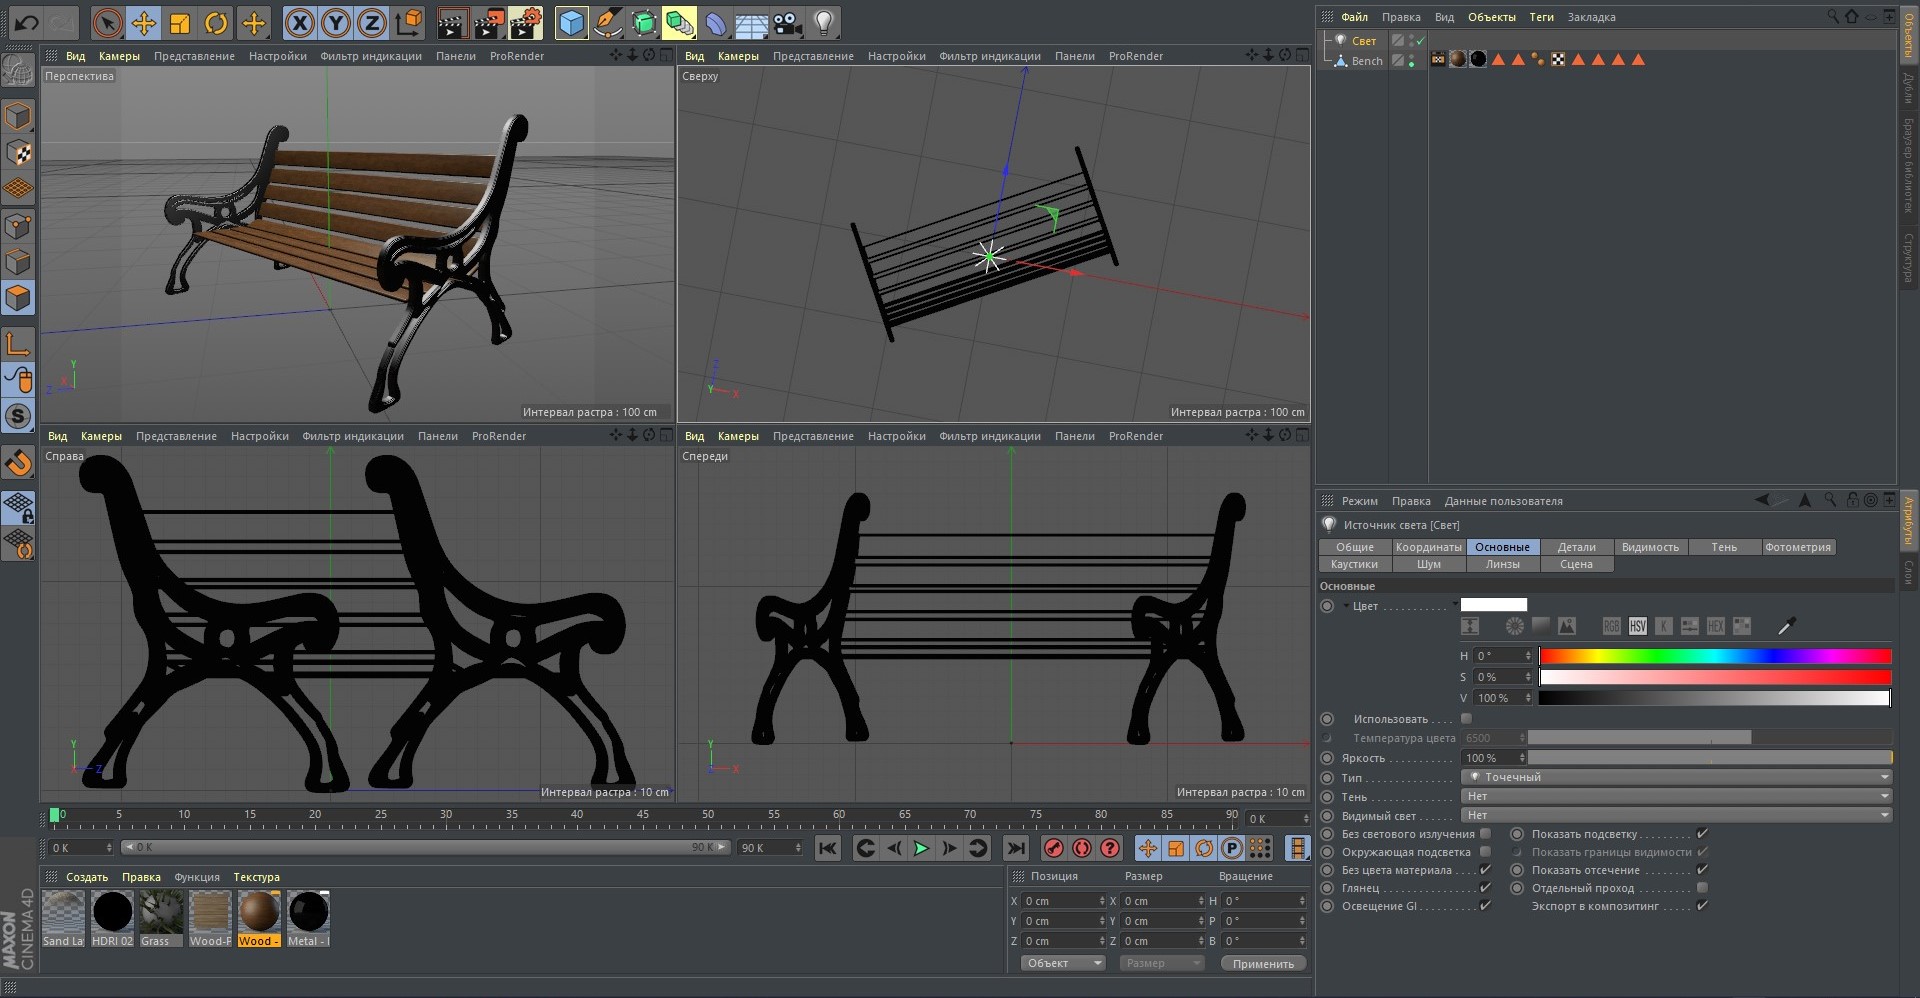 X Y Z
Файл Правка Вид Объекты Теги Закладка
Вид Камеры Представление Настройки Фильтр индикации Панели ProRender
Вид Камеры Представление Настройки Фильтр индикации Панели ProRender
Перспектива
Сверху
Свет
Bench
Объекты
Дубли
Браузер библиотек
Структура
Y
X
Z
Z
Y
X
S
Интервал растра : 100 cm
Интервал растра : 100 cm
Вид Камеры Представление Настройки Фильтр индикации Панели ProRender
Вид Камеры Представление Настройки Фильтр индикации Панели ProRender
Справа
Спереди
Y
X
Z
Y
Z
X
Интервал растра : 10 cm
Интервал растра : 10 cm
Режим Правка Данные пользователя
Атрибуты
Слои
Источник света [Свет]
Общие Координаты Основные Детали Видимость Тень Фотометрия
Каустики Шум Линзы Сцена
Основные
Цвет . . . . . . . . . . .
RGB HSV K HEX
H 0 °
S 0 %
V 100 %
Использовать . . . .
Температура цвета 6500
Яркость . . . . . . . . 100 %
Тип . . . . . . . . . . . . Точечный
Тень . . . . . . . . . . . Нет
Видимый свет . . . . . . Нет
Без светового излучения Показать подсветку . . . . . . . .
Окружающая подсветка Показать границы видимости
Без цвета материала . . . . Показать отсечение . . . . . . . .
Глянец . . . . . . . . . . . . . Отдельный проход . . . . . . . .
Освещение GI . . . . . . . . Экспорт в композитинг . . . . .
0 5 10 15 20 25 30 35 40 45 50 55 60 65 70 75 80 85 90 0 K
0 K 0 K 90 K 90 K
P
Создать Правка Функция Текстура
Sand La HDRI 02 Grass Wood-F Wood - Metal - I
Позиция Размер Вращение
X 0 cm X 0 cm H 0 °
Y 0 cm Y 0 cm P 0 °
Z 0 cm Z 0 cm B 0 °
Объект Размер Применить
MAXON
CINEMA 4D